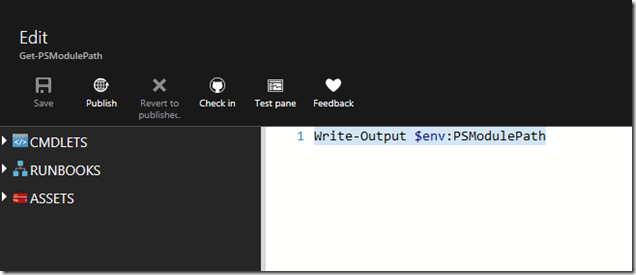 Edit
Get-PSModulePath
Save
Publish
Revert to
publishe..
Check in
Test pane
Feedback
CMDLETS
RUNBOOKS
ASSETS
1 Write-Output $env:PSModulePath